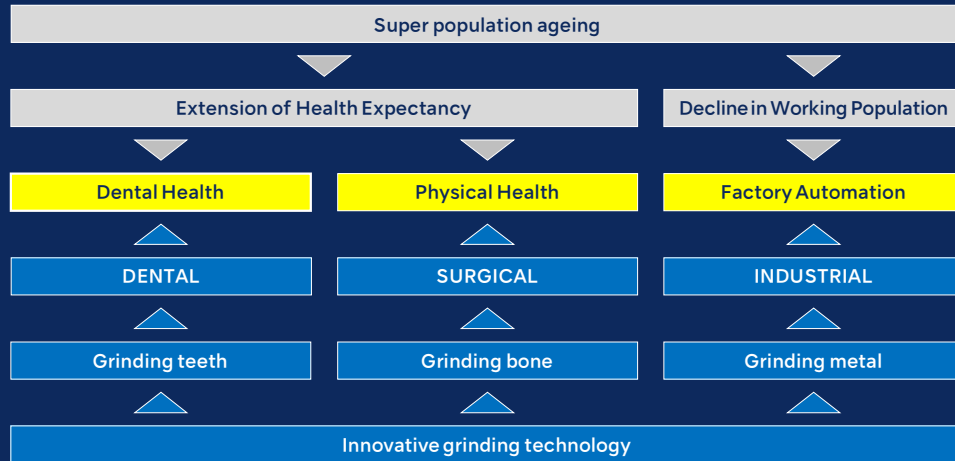 Super population ageing
Extension of Health Expectancy
Decline in Working Population
Dental Health
Physical Health
Factory Automation
DENTAL
SURGICAL
INDUSTRIAL
Grinding teeth
Grinding bone
Grinding metal
Innovative grinding technology